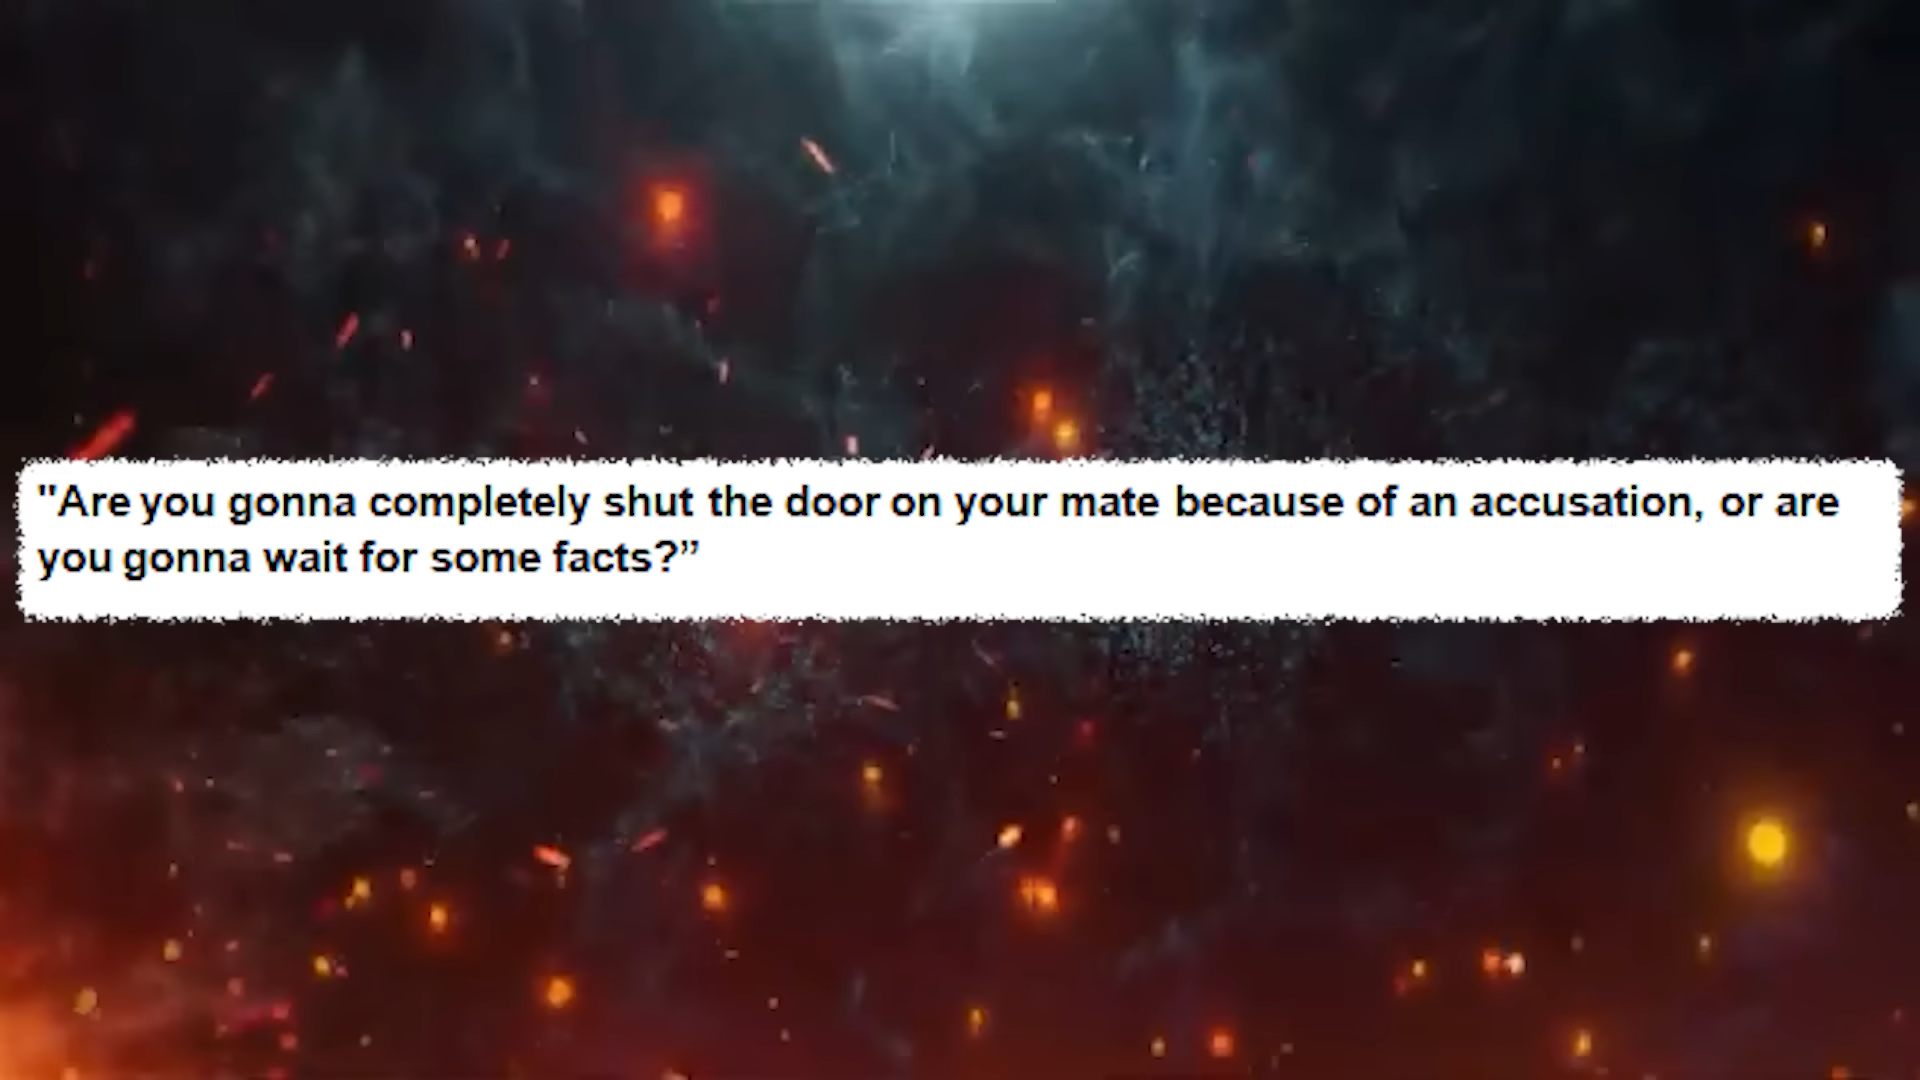 "Are you gonna completely shut the door on your mate because of an accusation, or are
you gonna wait for some facts?”